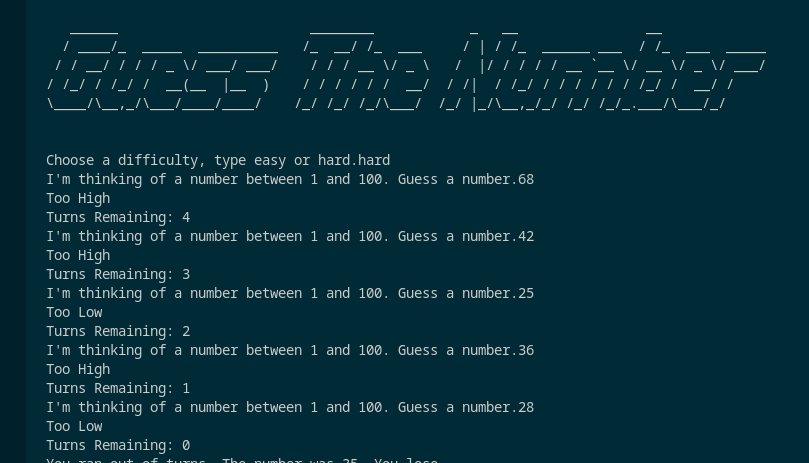 Guess The Number
Choose a difficulty, type easy or hard.hard
I'm thinking of a number between 1 and 100. Guess a number.68
Too High
Turns Remaining: 4
I'm thinking of a number between 1 and 100. Guess a number.42
Too High
Turns Remaining: 3
I'm thinking of a number between 1 and 100. Guess a number.25
Too Low
Turns Remaining: 2
I'm thinking of a number between 1 and 100. Guess a number.36
Too High
Turns Remaining: 1
I'm thinking of a number between 1 and 100. Guess a number.28
Too Low
Turns Remaining: 0
You ran out of turns. The number was 35. You lose